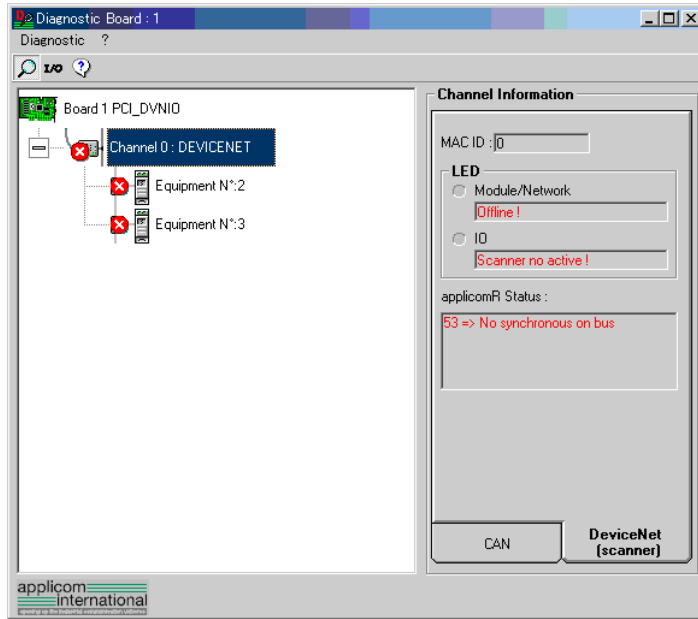 Diagnostic Board : 1
Diagnostic ?
I/O
Board 1 PCI_DVNIO
Channel 0 : DEVICENET
Equipment N°:2
Equipment N°:3
Channel Information
MAC ID : 0
LED
Module/Network
Offline !
IO
Scanner no active !
applicomR Status :
53 => No synchronous on bus
CAN
DeviceNet
(scanner)
applicom
international